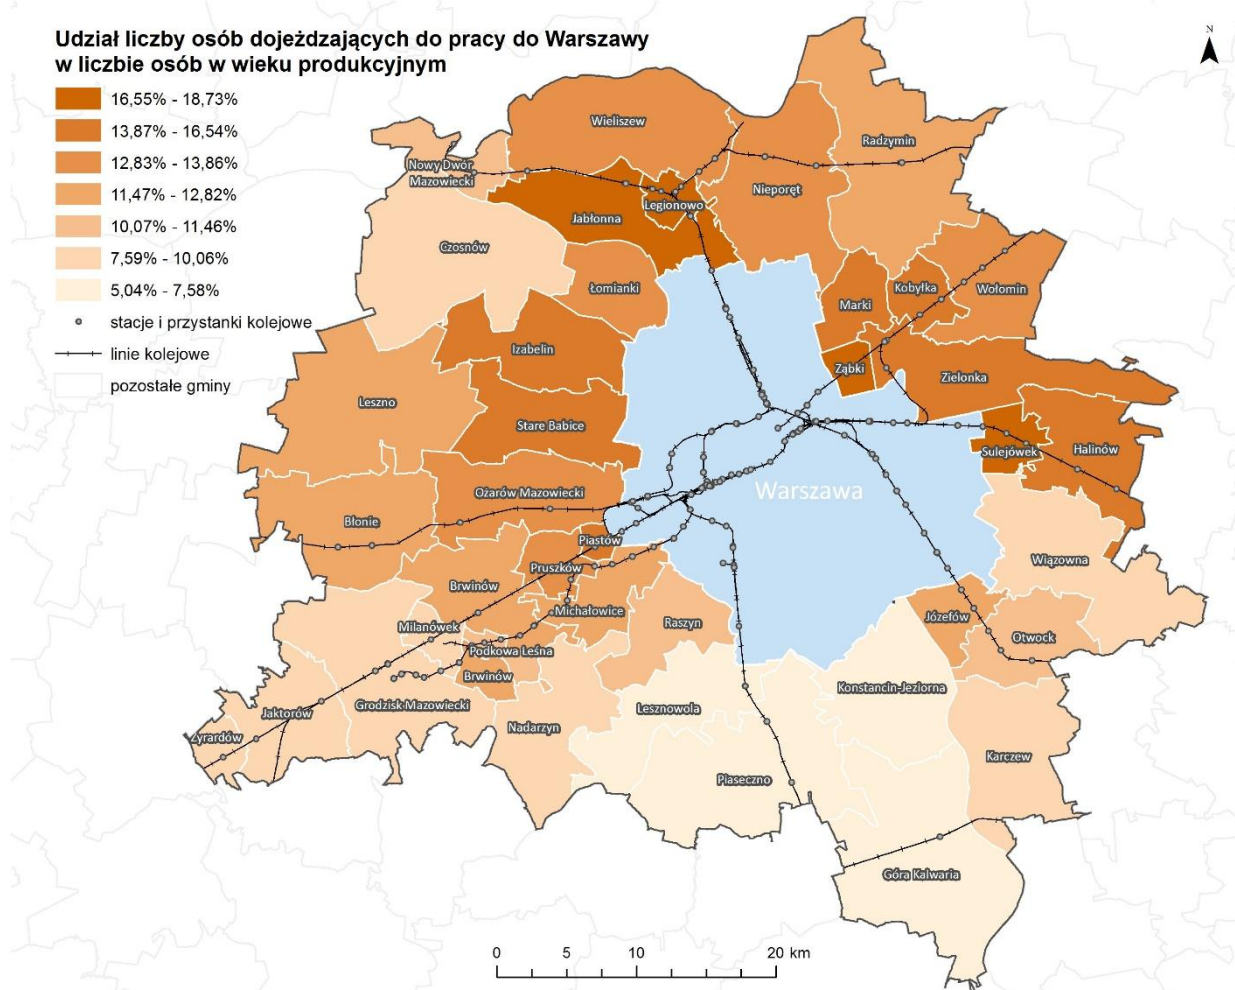 Udział liczby osób dojeżdzających do pracy do Warszawy
w liczbie osób w wieku produkcyjnym
N
16,55% - 18,73%
13,87% - 16,54%
12,83% - 13,86%
11,47% - 12,82%
10,07% - 11,46%
7,59% - 10,06%
5,04% - 7,58%
stacje i przystanki kolejowe
linie kolejowe
pozostałe gminy
Wieliszew
Radzymin
Nowy Dwór
Mazowiecki
Nieporęt
Legionowo
Jabłonna
Czosnów
Łomianki
Kobyłka
Wołomin
Marki
Izabelin
Ząbki
Zielonka
Leszno
Stare Babice
Sulejówek
Halinów
Ożarów Mazowiecki
Warszawa
Błonie
Piastów
Wiązowna
Pruszków
Brwinów
Michałowice
Józefów
Raszyn
Milanówek
Otwock
Podkowa Leśna
Brwinów
Konstancin-Jeziorna
Grodzisk Mazowiecki
Lesznowola
Jaktorów
Nadarzyn
Żyrardów
Karczew
Piaseczno
Góra Kalwaria
0 5 10 20 km